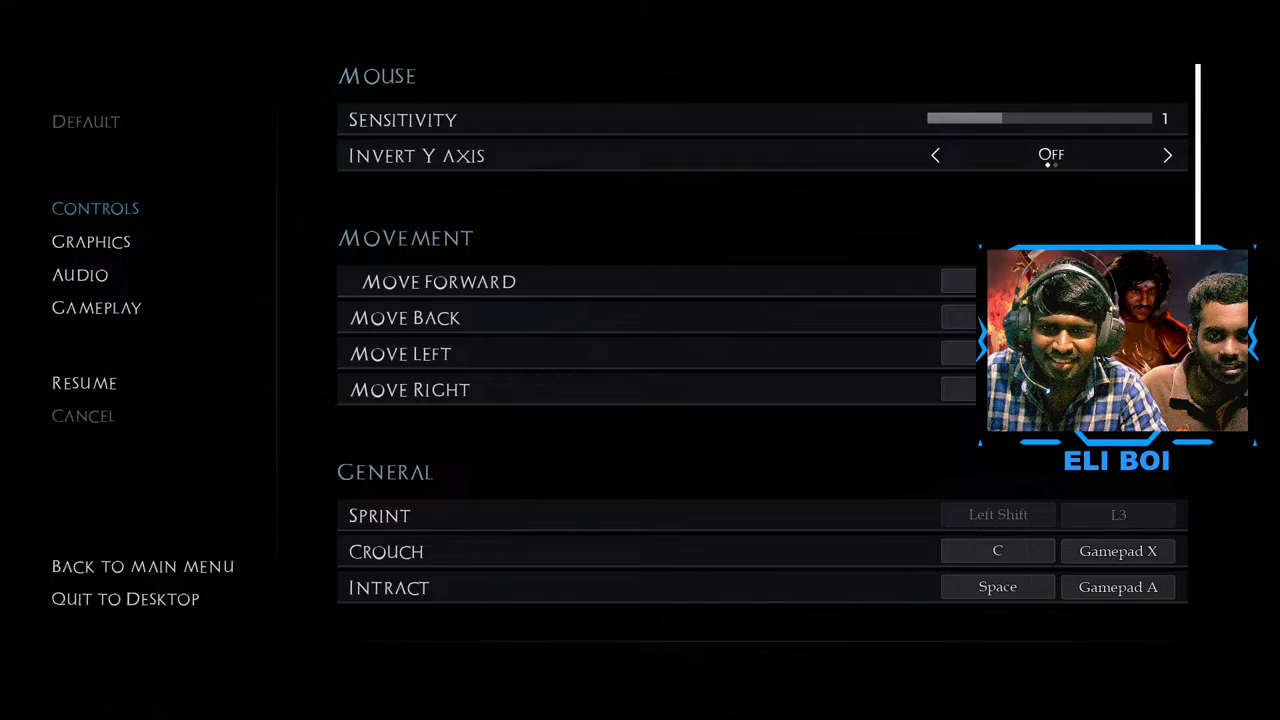 Mouse
Default
Sensitivity 1
Invert Y Axis Off
Controls
Graphics
Audio
Gameplay
Resume
Cancel
Back to main menu
Quit to Desktop
Movement
Move Forward
Move Back
Move Left
Move Right
ELI BOI
General
Sprint Left Shift L3
Crouch C Gamepad X
Intract Space Gamepad A